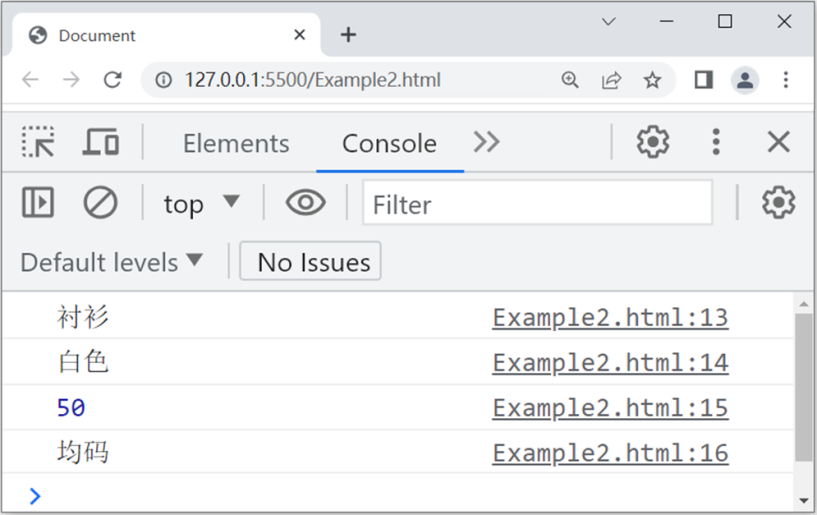 Document
127.0.0.1:5500/Example2.html
Elements Console
top Filter
Default levels No Issues
衬衫 Example2.html:13
白色 Example2.html:14
50 Example2.html:15
均码 Example2.html:16